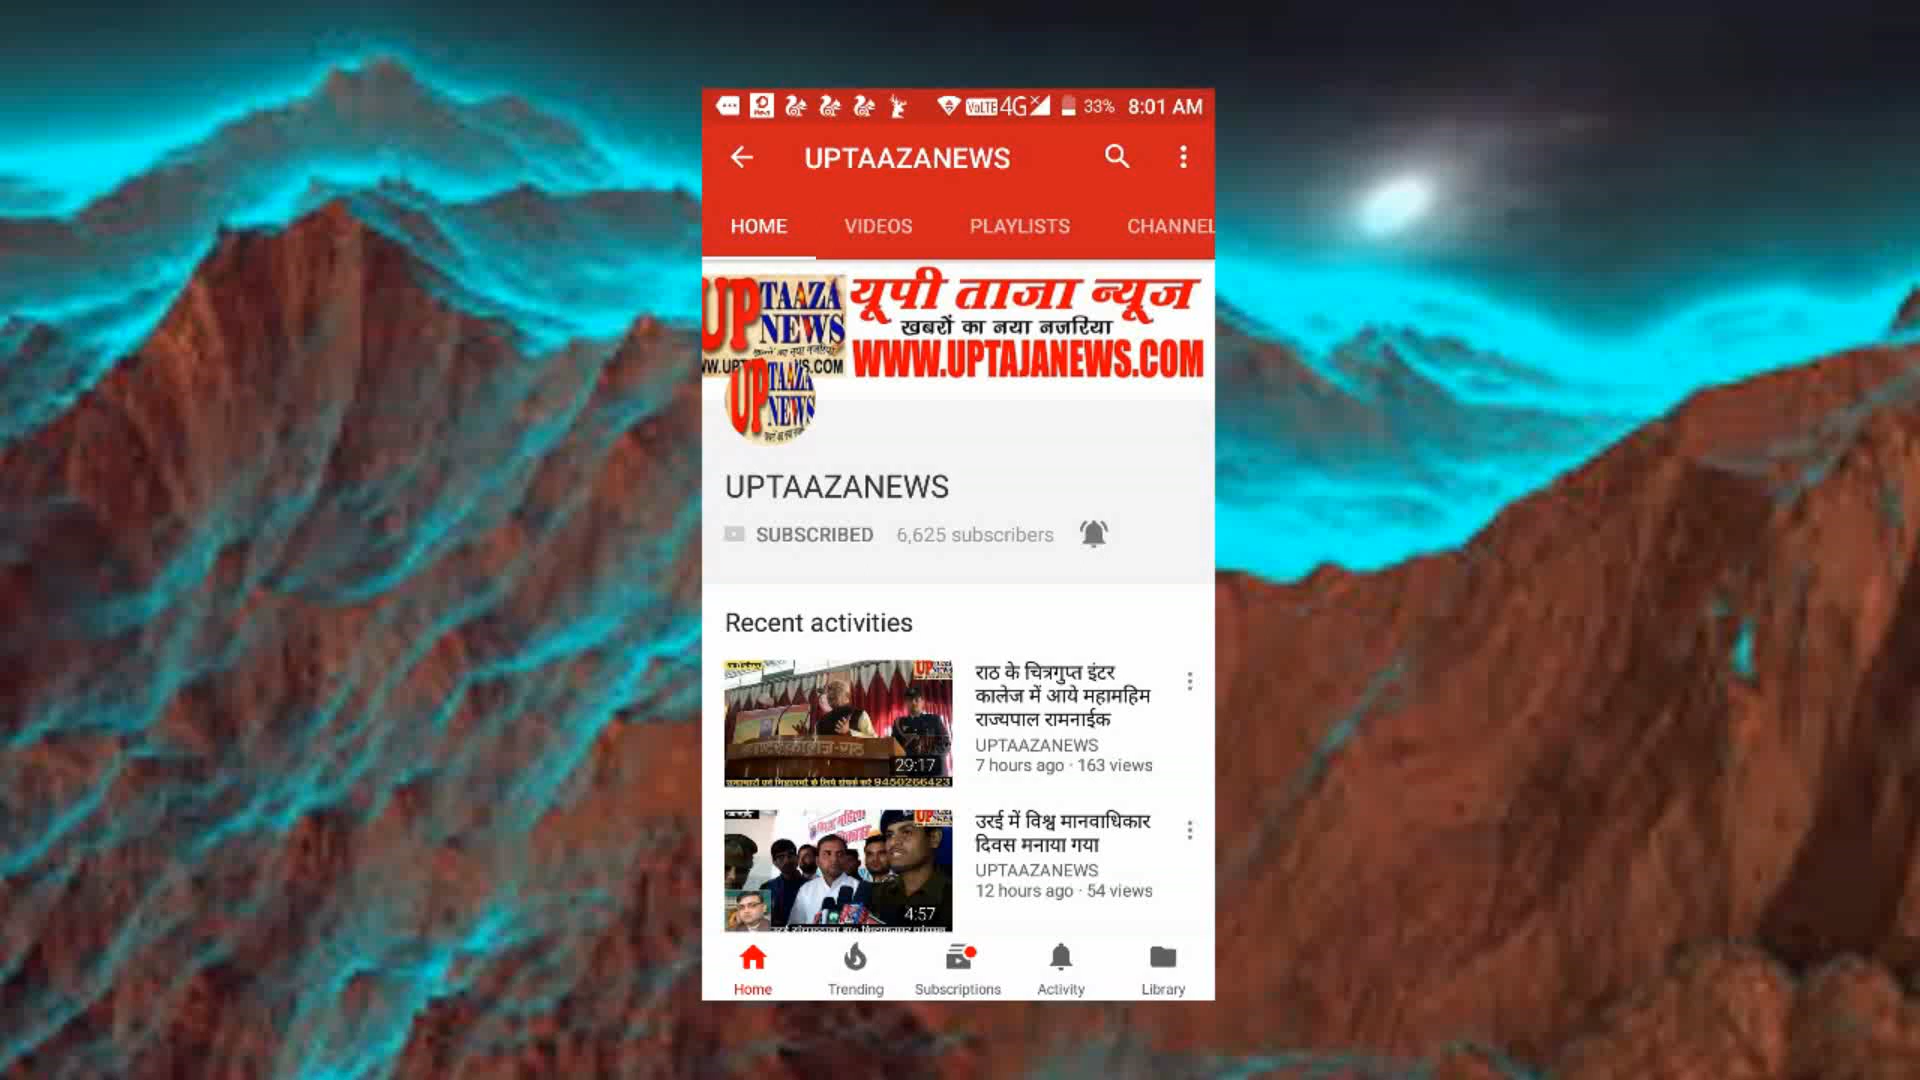 VoLTE 4G 33% 8:01 AM
UPTAAZANEWS
HOME VIDEOS PLAYLISTS CHANNEL
UP TAAZA NEWS
यूपी ताजा न्यूज
खबरों का नया नजरिया
WWW.UPTAJANEWS.COM
UP TAAZA NEWS
UPTAAZANEWS
SUBSCRIBED 6,625 subscribers
Recent activities
राठ के चित्रगुप्त इंटर
कालेज में आये महामहिम
राज्यपाल रामनाईक
UPTAAZANEWS
7 hours ago · 163 views
29:17
9450266423
उरई में विश्व मानवाधिकार
दिवस मनाया गया
UPTAAZANEWS
12 hours ago · 54 views
4:57
Home Trending Subscriptions Activity Library